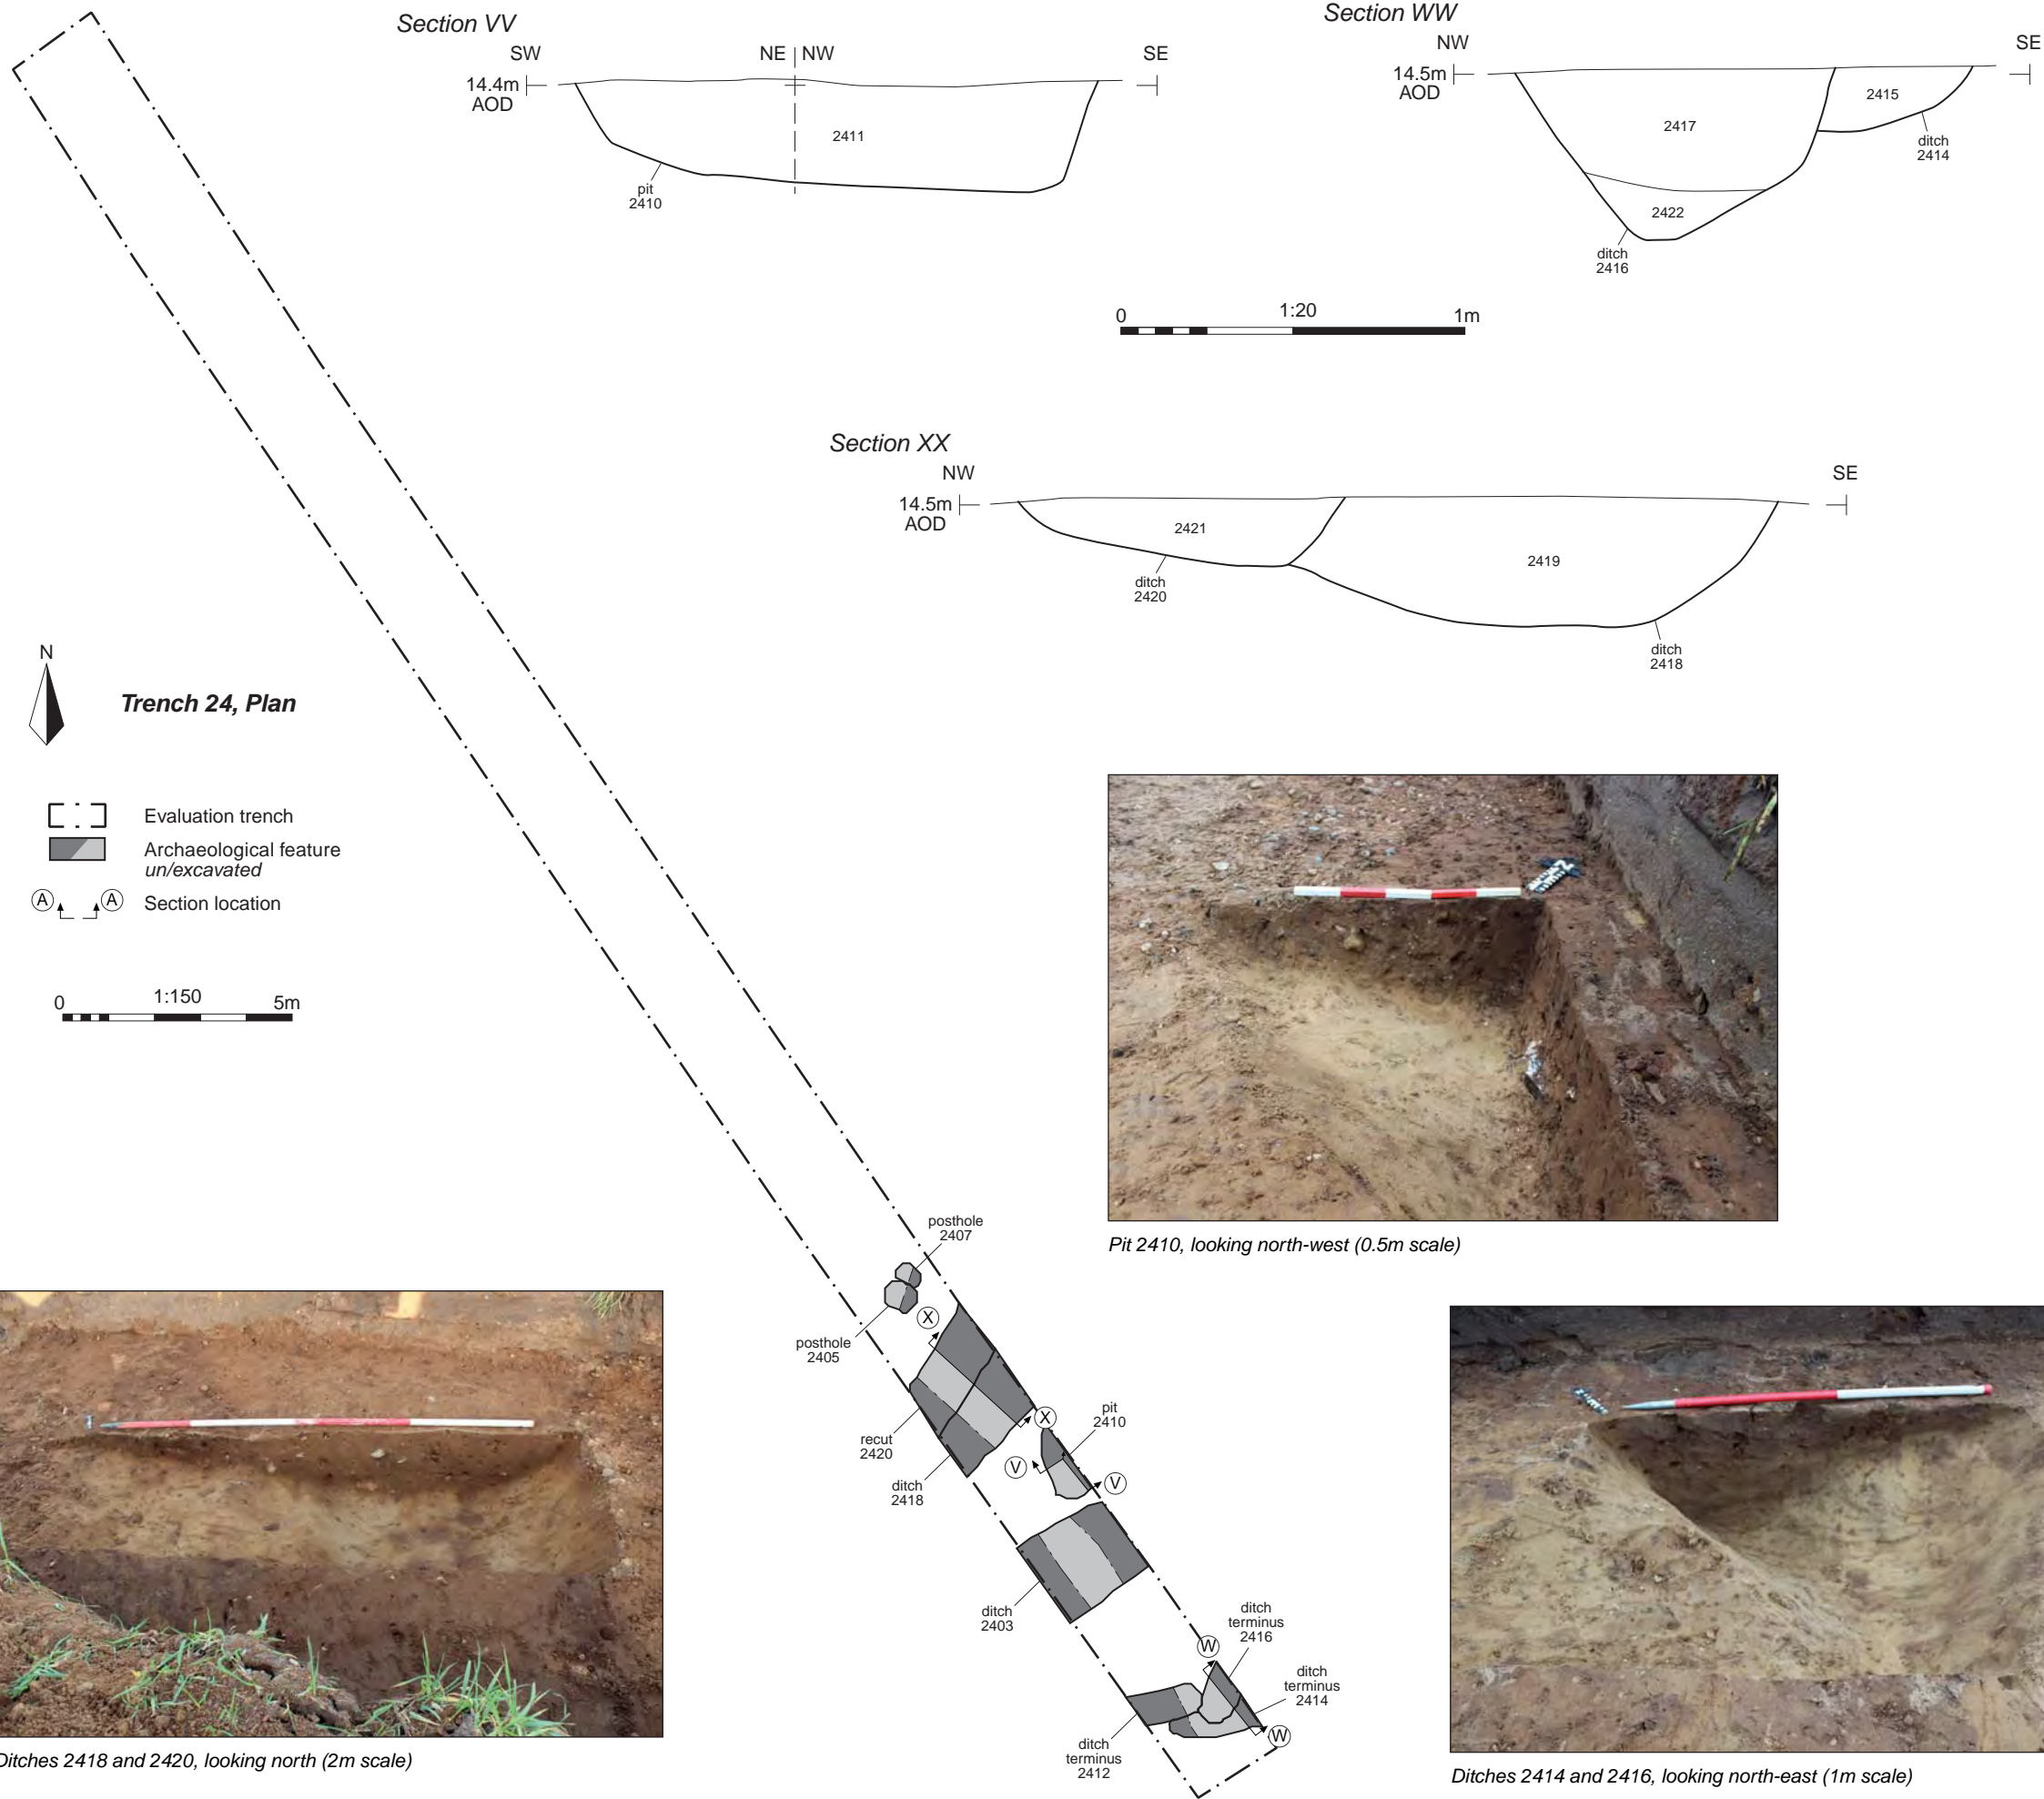 Section VV
SW
NE
NW
SE
14.4m
AOD
2411
pit
2410
Section WW
NW
SE
14.5m
AOD
2417
2415
ditch
2414
2422
ditch
2416
0
1:20
1m
Section XX
NW
SE
14.5m
AOD
2421
2419
ditch
2420
ditch
2418
N
Trench 24, Plan
Evaluation trench
Archaeological feature
un/excavated
A
A
Section location
0
1:150
5m
posthole
2407
posthole
2405
X
X
recut
2420
ditch
2418
pit
2410
V
V
ditch
2403
ditch
terminus
2416
W
ditch
terminus
2414
W
ditch
terminus
2412
Pit 2410, looking north-west (0.5m scale)
Ditches 2418 and 2420, looking north (2m scale)
Ditches 2414 and 2416, looking north-east (1m scale)